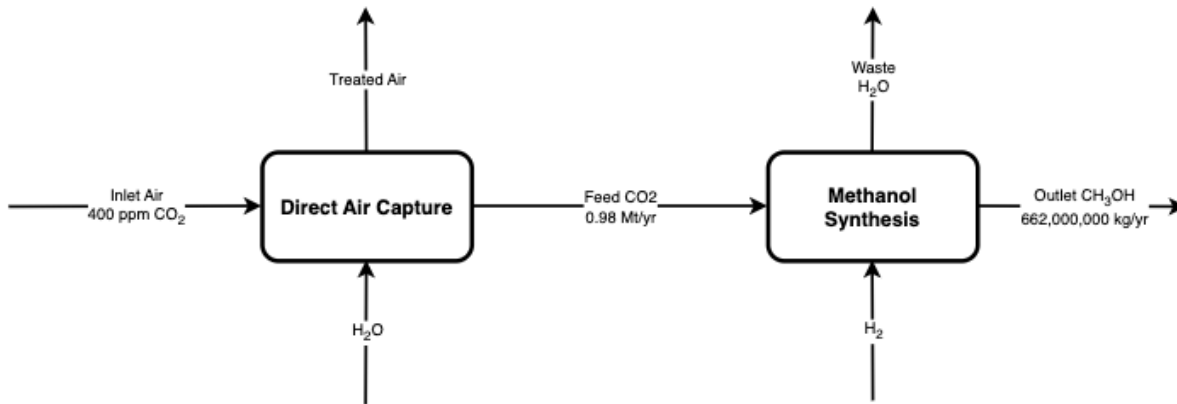 Treated Air
Waste
H₂O
Inlet Air
400 ppm CO₂
Direct Air Capture
Feed CO2
0.98 Mt/yr
Methanol
Synthesis
Outlet CH₃OH
662,000,000 kg/yr
H₂O
H₂